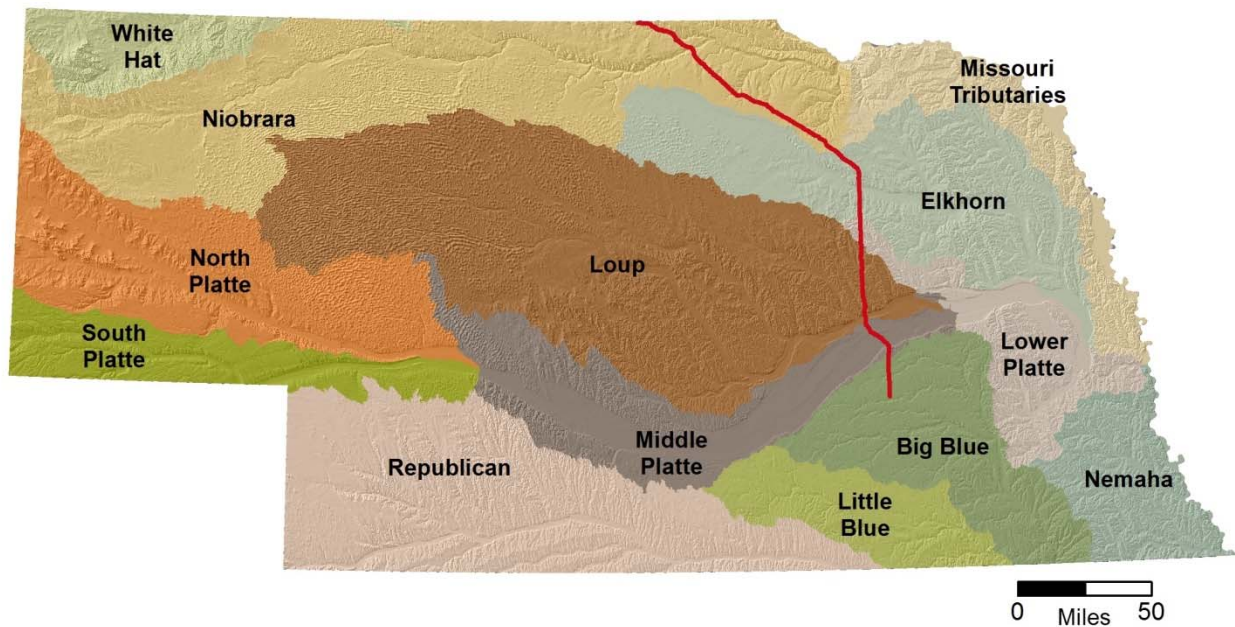 White
Hat
Niobrara
Missouri
Tributaries
Elkhorn
North
Platte
Loup
South
Platte
Lower
Platte
Middle
Platte
Republican
Big Blue
Nemaha
Little
Blue
0 Miles 50